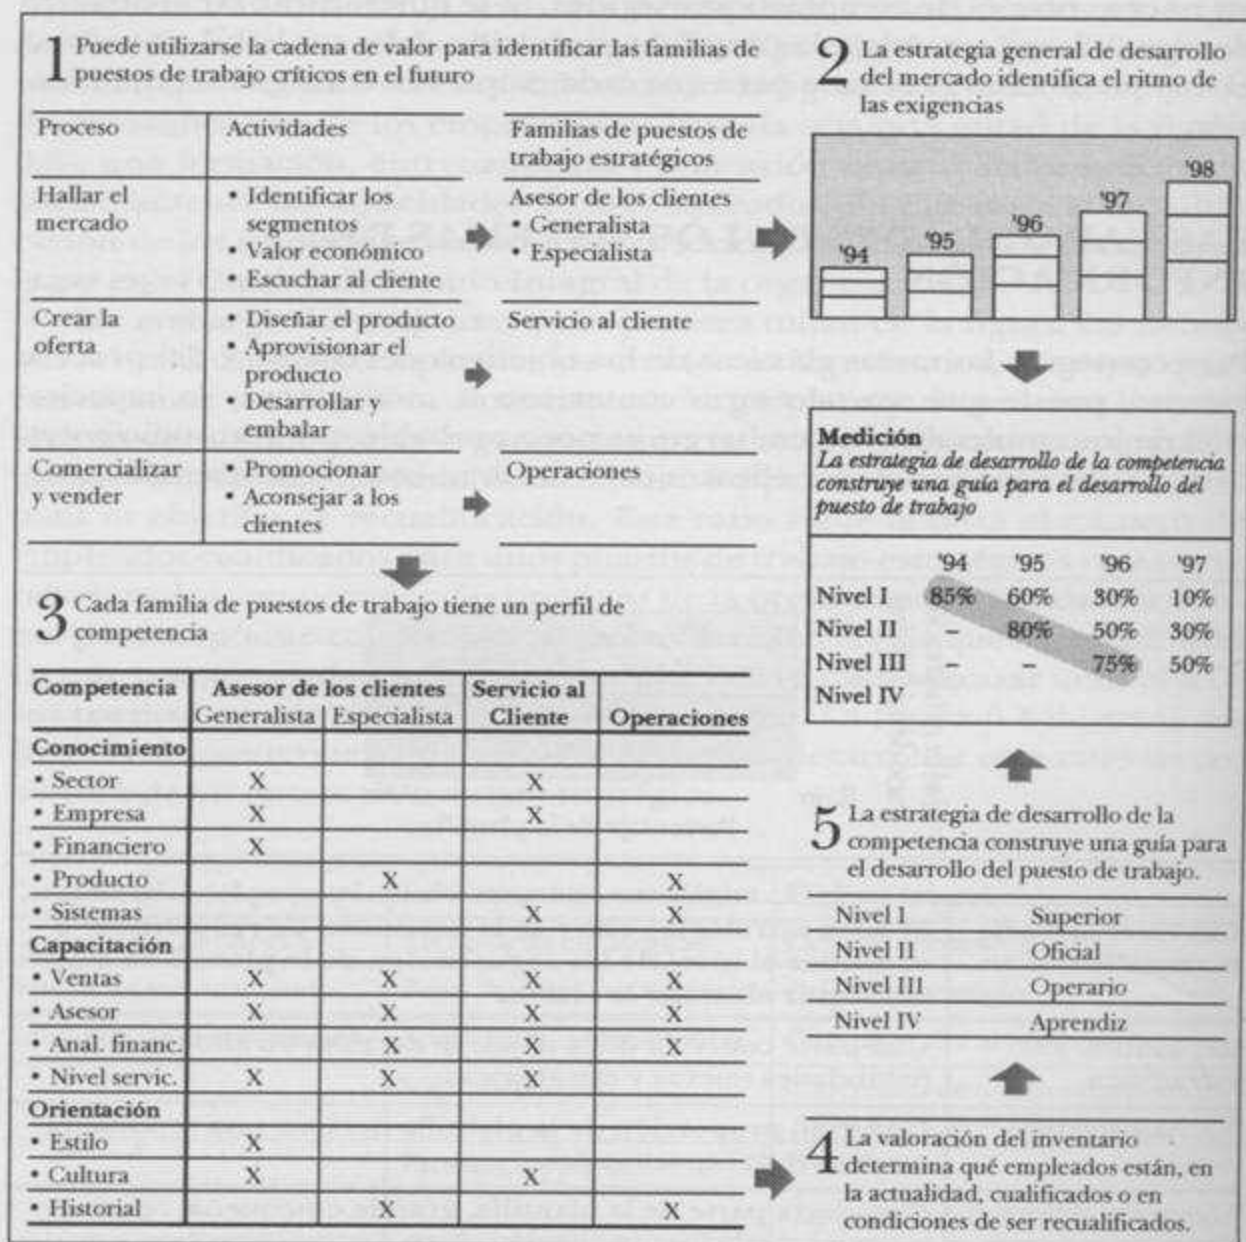 1 Puede utilizarse la cadena de valor para identificar las familias de
puestos de trabajo críticos en el futuro
Proceso Actividades Familias de puestos de
trabajo estratégicos
Hallar el
mercado
• Identificar los
segmentos
• Valor económico
• Escuchar al cliente
Asesor de los clientes
• Generalista
• Especialista
Crear la
oferta
• Diseñar el producto
• Aprovisionar el
producto
• Desarrollar y
embalar
Servicio al cliente
Comercializar
y vender
• Promocionar
• Aconsejar a los
clientes
Operaciones
2 La estrategia general de desarrollo
del mercado identifica el ritmo de
las exigencias
'94 '95 '96 '97 '98
Medición
La estrategia de desarrollo de la competencia
construye una guía para el desarrollo del
puesto de trabajo
'94 '95 '96 '97
Nivel I 85% 60% 30% 10%
Nivel II – 80% 50% 30%
Nivel III – – 75% 50%
Nivel IV
3 Cada familia de puestos de trabajo tiene un perfil de
competencia
Competencia Asesor de los clientes Servicio al
Generalista Especialista Cliente Operaciones
Conocimiento
• Sector X X
• Empresa X X
• Financiero X
• Producto X X
• Sistemas X X
Capacitación
• Ventas X X X X
• Asesor X X X X
• Anal. financ. X X X
• Nivel servic. X X X
Orientación
• Estilo X
• Cultura X X
• Historial X X
5 La estrategia de desarrollo de la
competencia construye una guía para
el desarrollo del puesto de trabajo.
Nivel I Superior
Nivel II Oficial
Nivel III Operario
Nivel IV Aprendiz
4 La valoración del inventario
determina qué empleados están, en
la actualidad, cualificados o en
condiciones de ser recualificados.